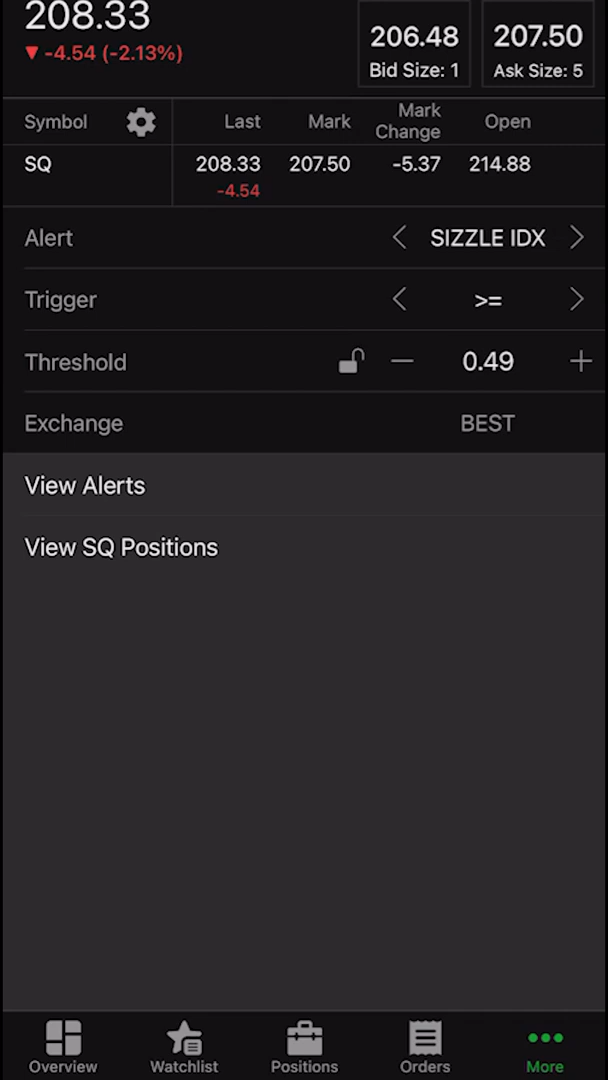 208.33
▼ -4.54 (-2.13%)
206.48
Bid Size: 1
207.50
Ask Size: 5
Symbol Last Mark Mark Change Open
SQ 208.33 207.50 -5.37 214.88
-4.54
Alert SIZZLE IDX
Trigger >=
Threshold 0.49
Exchange BEST
View Alerts
View SQ Positions
Overview Watchlist Positions Orders More